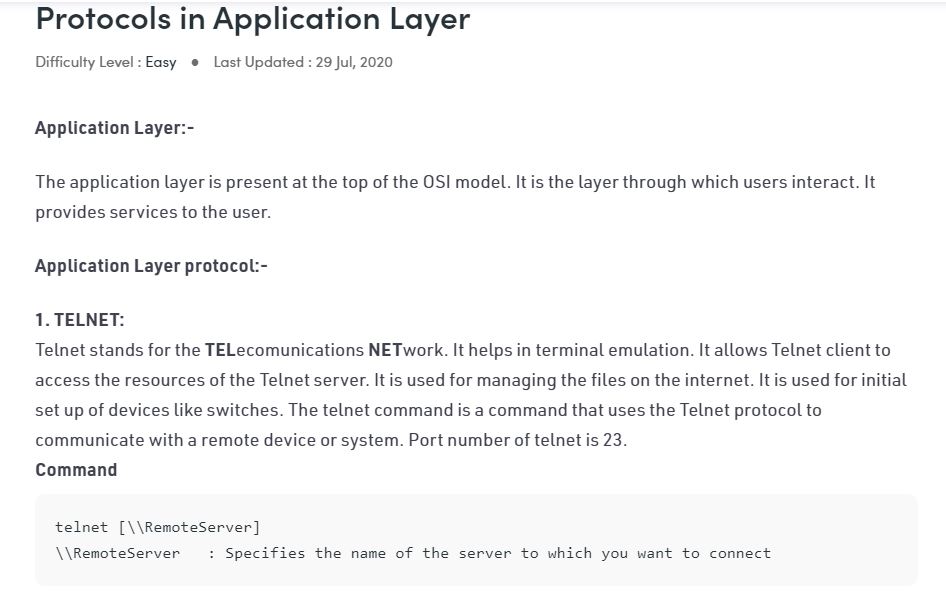 Protocols in Application Layer
Difficulty Level : Easy ● Last Updated : 29 Jul, 2020
Application Layer:-
The application layer is present at the top of the OSI model. It is the layer through which users interact. It
provides services to the user.
Application Layer protocol:-
1. TELNET:
Telnet stands for the TELecomunications NETwork. It helps in terminal emulation. It allows Telnet client to
access the resources of the Telnet server. It is used for managing the files on the internet. It is used for initial
set up of devices like switches. The telnet command is a command that uses the Telnet protocol to
communicate with a remote device or system. Port number of telnet is 23.
Command
telnet [\\RemoteServer]
\\RemoteServer : Specifies the name of the server to which you want to connect